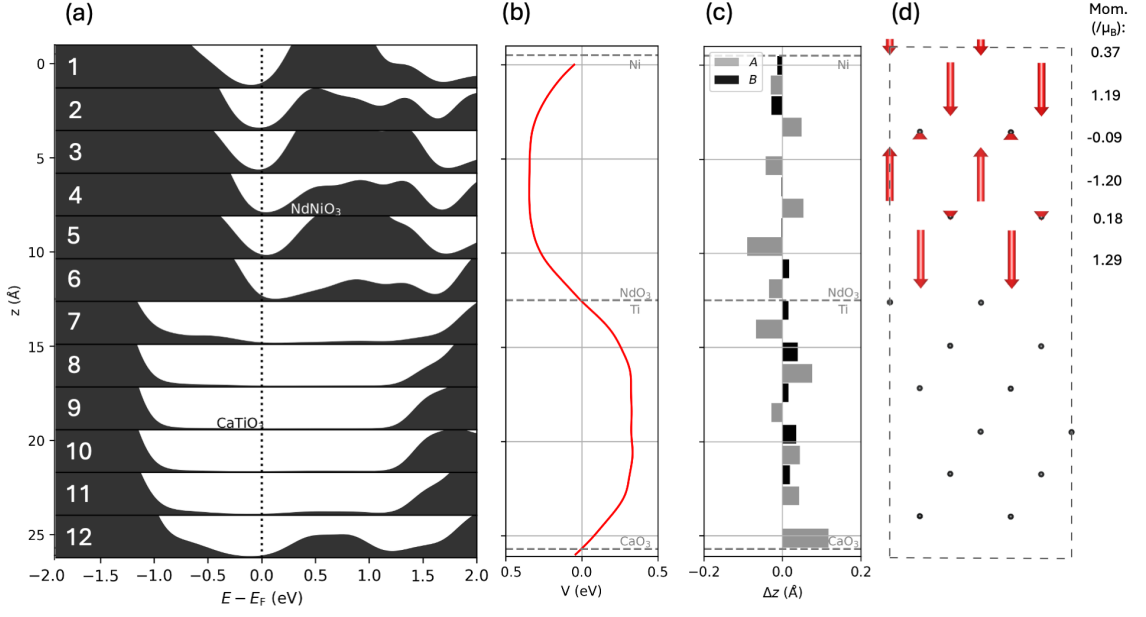 (a)
(b)
(c)
(d)
Mom.
(/μB):
0.37
1.19
-0.09
-1.20
0.18
1.29
1
2
3
4
5
6
7
8
9
10
11
12
NdNiO3
CaTiO3
0
5
10
15
20
25
z (Å)
−2.0 −1.5 −1.0 −0.5 0.0 0.5 1.0 1.5 2.0
E − EF (eV)
Ni
NdO3
Ti
CaO3
0.5 0.0 0.5
V (eV)
A
B
Ni
NdO3
Ti
CaO3
−0.2 0.0 0.2
Δz (Å)